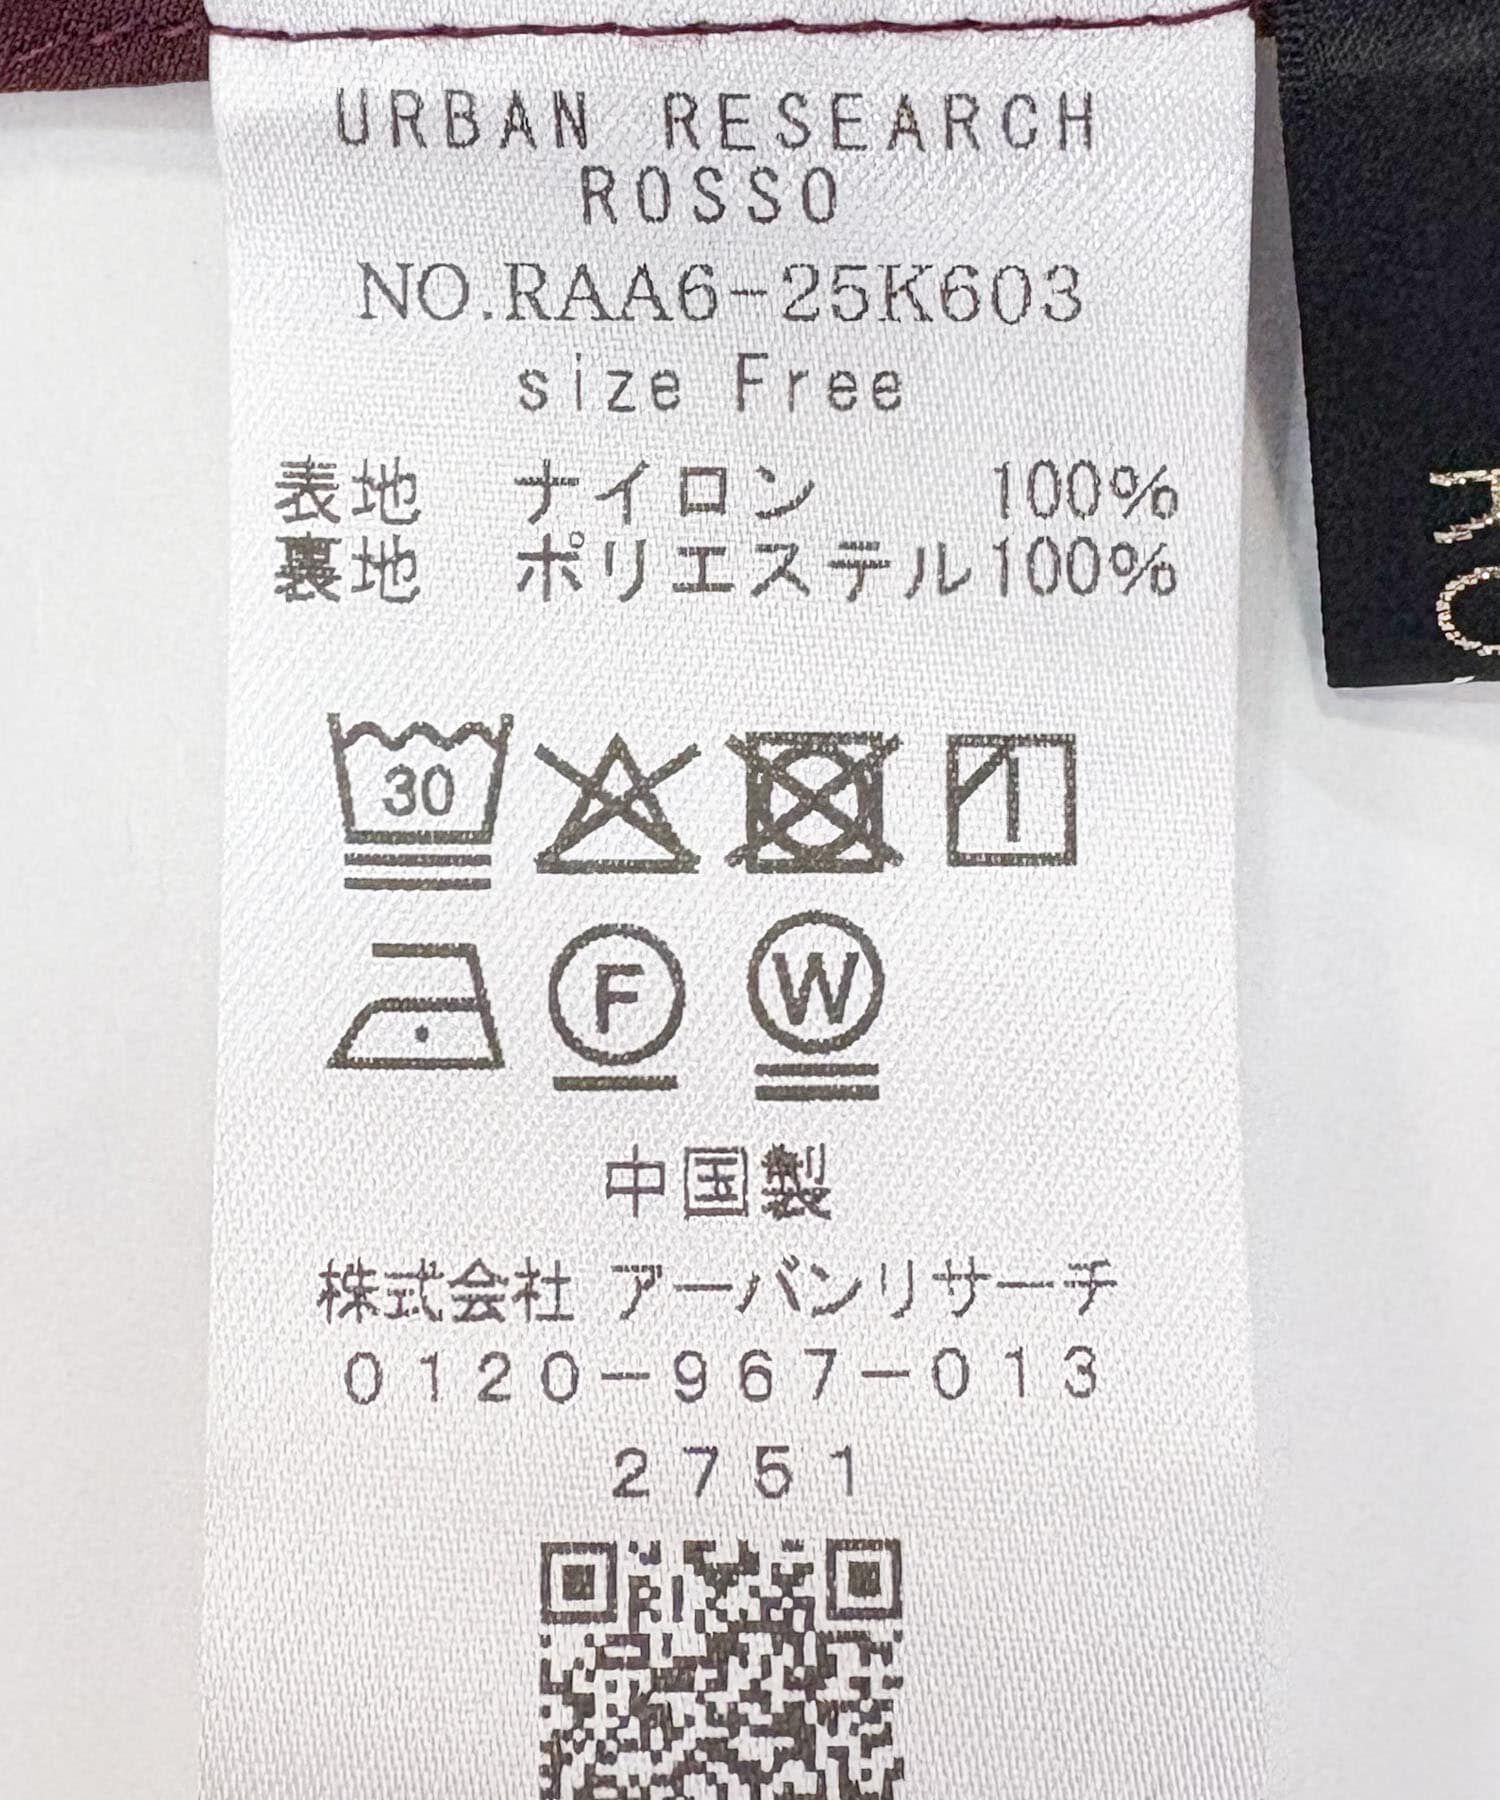 URBAN RESEARCH
ROSSO
NO.RAA6-25K603
size Free
表地 ナイロン 100%
裏地 ポリエステル100%
30
F W
中国製
株式会社 アーバンリサーチ
0120-967-013
2751
RO